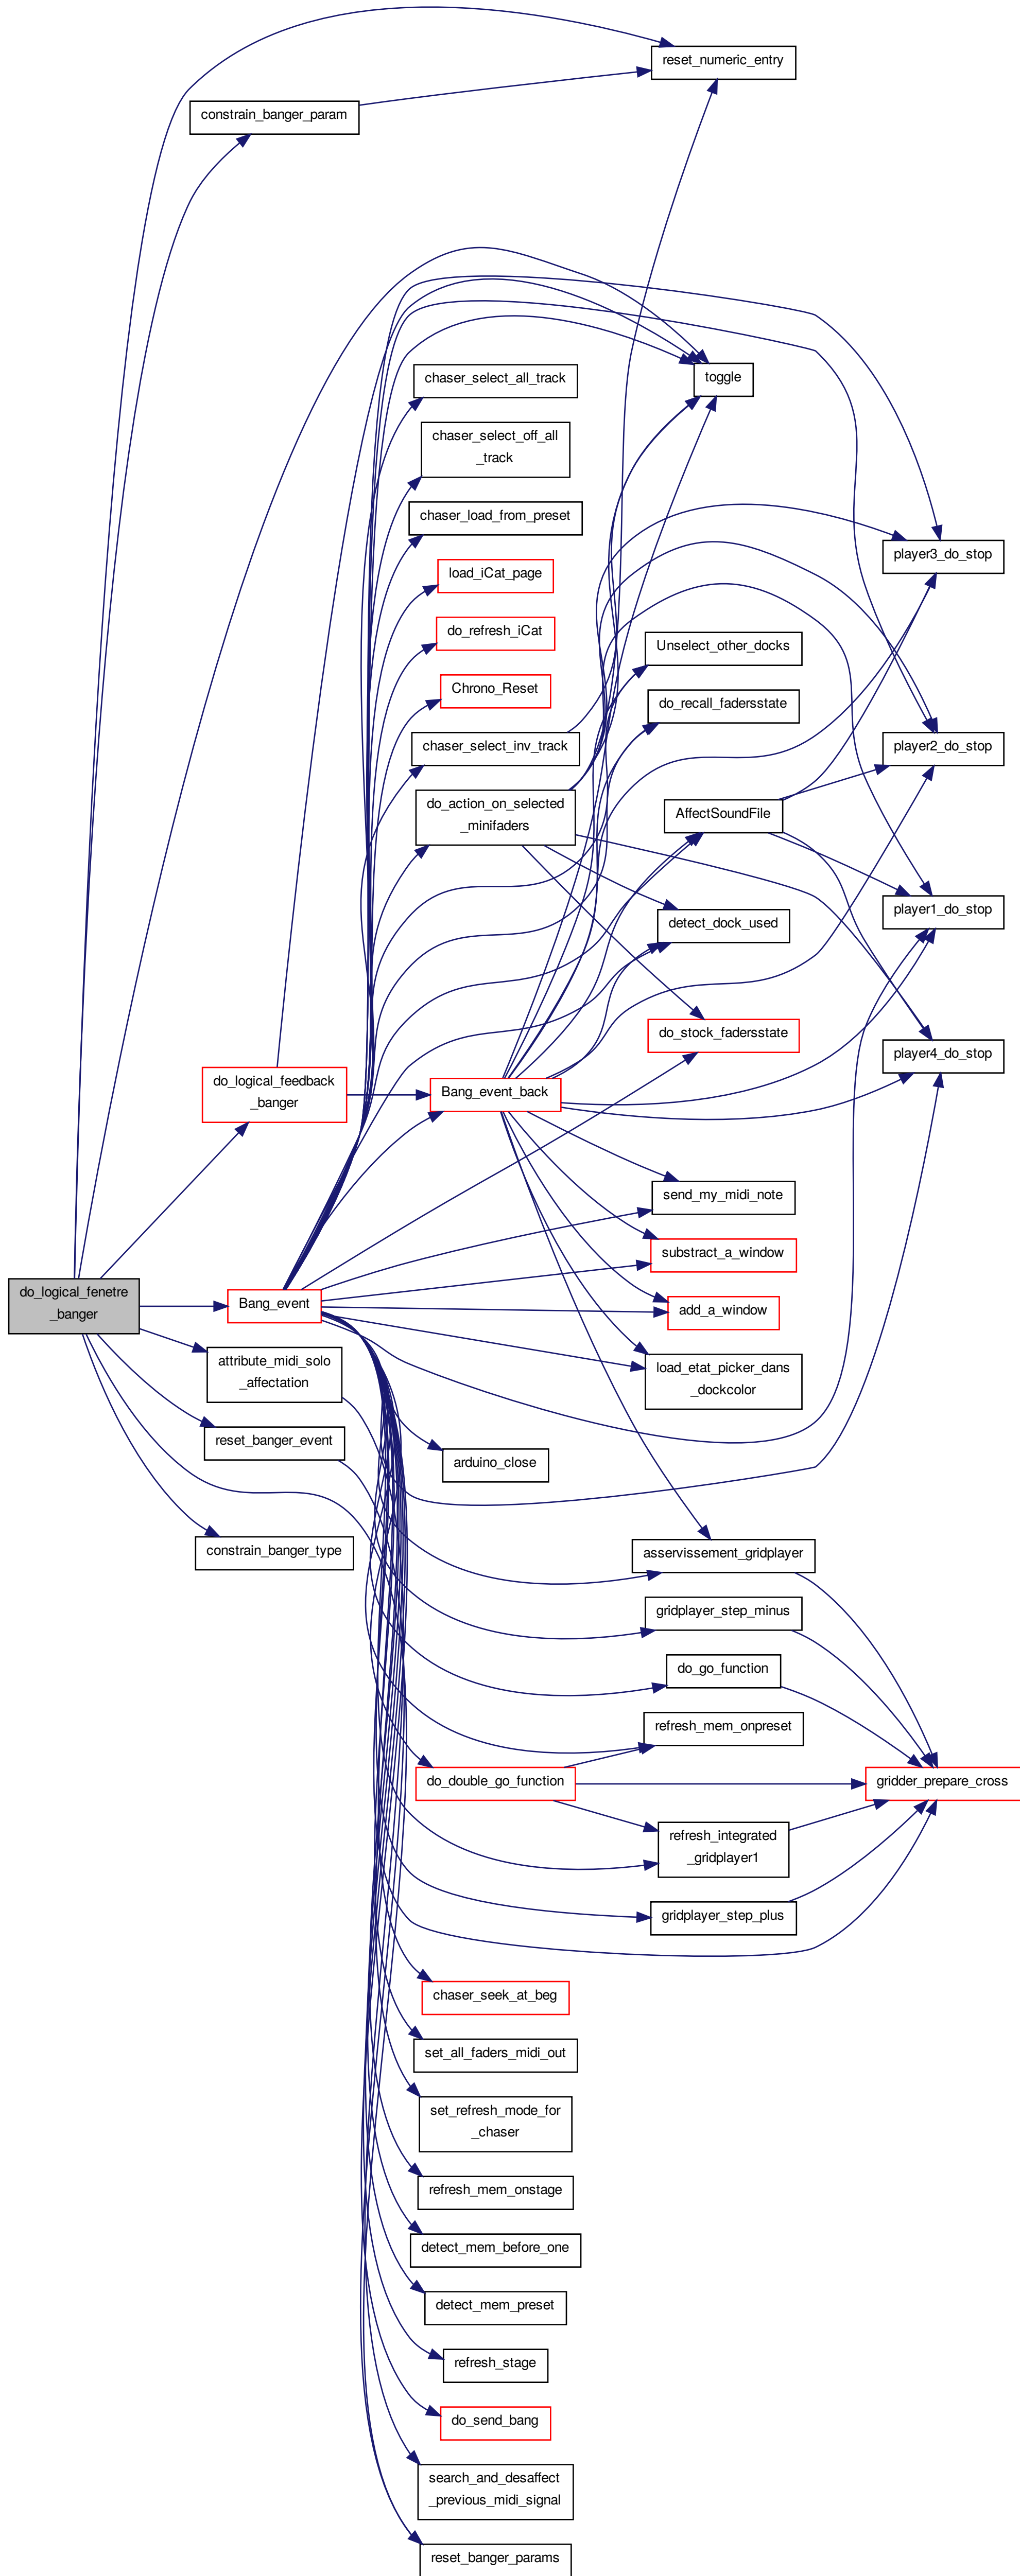 reset_numeric_entry
constrain_banger_param
toggle
chaser_select_all_track
chaser_select_off_all
_track
chaser_load_from_preset
player3_do_stop
load_iCat_page
do_refresh_iCat
Unselect_other_docks
Chrono_Reset
do_recall_fadersstate
chaser_select_inv_track
player2_do_stop
do_action_on_selected
_minifaders
AffectSoundFile
player1_do_stop
detect_dock_used
do_stock_fadersstate
player4_do_stop
do_logical_feedback
_banger
Bang_event_back
send_my_midi_note
substract_a_window
do_logical_fenetre
_banger
Bang_event
add_a_window
attribute_midi_solo
_affectation
load_etat_picker_dans
_dockcolor
reset_banger_event
arduino_close
constrain_banger_type
asservissement_gridplayer
gridplayer_step_minus
do_go_function
refresh_mem_onpreset
do_double_go_function
gridder_prepare_cross
refresh_integrated
_gridplayer1
gridplayer_step_plus
chaser_seek_at_beg
set_all_faders_midi_out
set_refresh_mode_for
_chaser
refresh_mem_onstage
detect_mem_before_one
detect_mem_preset
refresh_stage
do_send_bang
search_and_desaffect
_previous_midi_signal
reset_banger_params